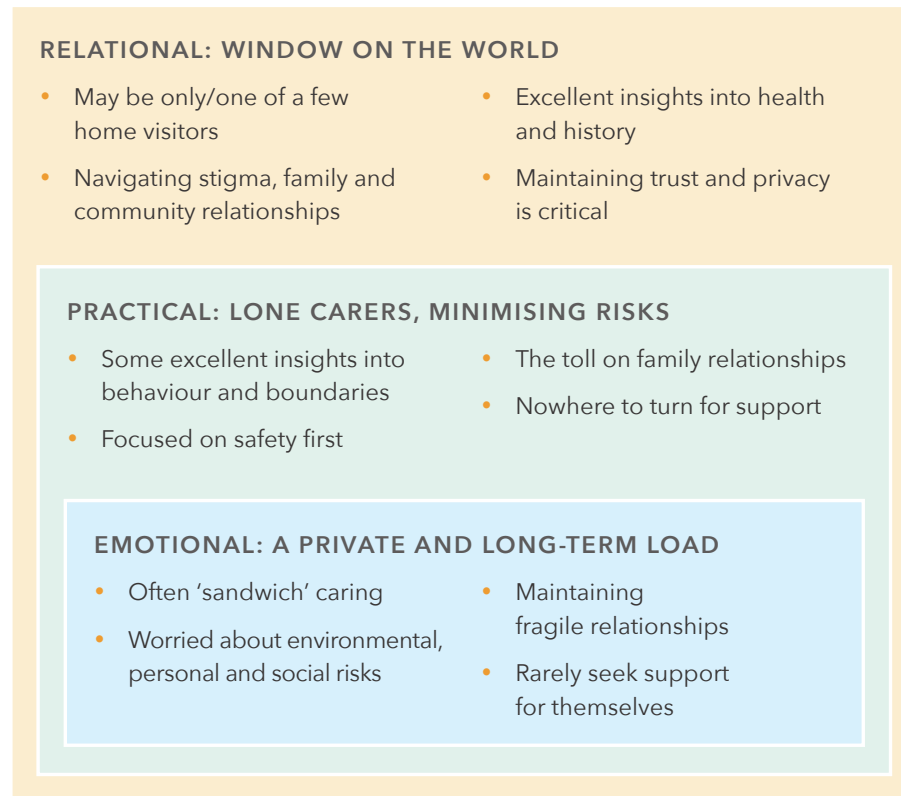 RELATIONAL: WINDOW ON THE WORLD
• May be only/one of a few
home visitors
• Navigating stigma, family and
community relationships
• Excellent insights into health
and history
• Maintaining trust and privacy
is critical
PRACTICAL: LONE CARERS, MINIMISING RISKS
• Some excellent insights into
behaviour and boundaries
• Focused on safety first
• The toll on family relationships
• Nowhere to turn for support
EMOTIONAL: A PRIVATE AND LONG-TERM LOAD
• Often ‘sandwich’ caring
• Worried about environmental,
personal and social risks
• Maintaining
fragile relationships
• Rarely seek support
for themselves